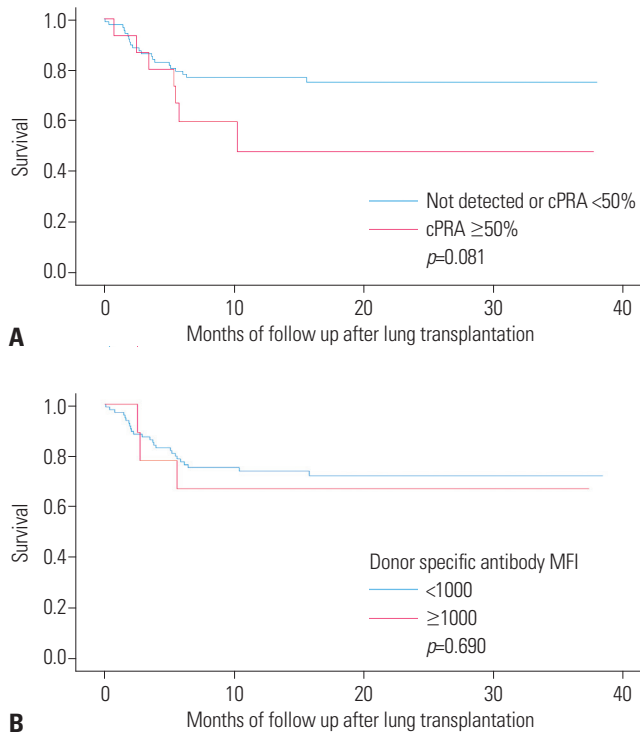 1.0
0.8
0.6
0.4
0.2
0.0
Survival
Not detected or cPRA <50%
cPRA ≥50%
p=0.081
0 10 20 30 40
Months of follow up after lung transplantation
A
1.0
0.8
0.6
0.4
0.2
0.0
Survival
Donor specific antibody MFI
<1000
≥1000
p=0.690
0 10 20 30 40
Months of follow up after lung transplantation
B